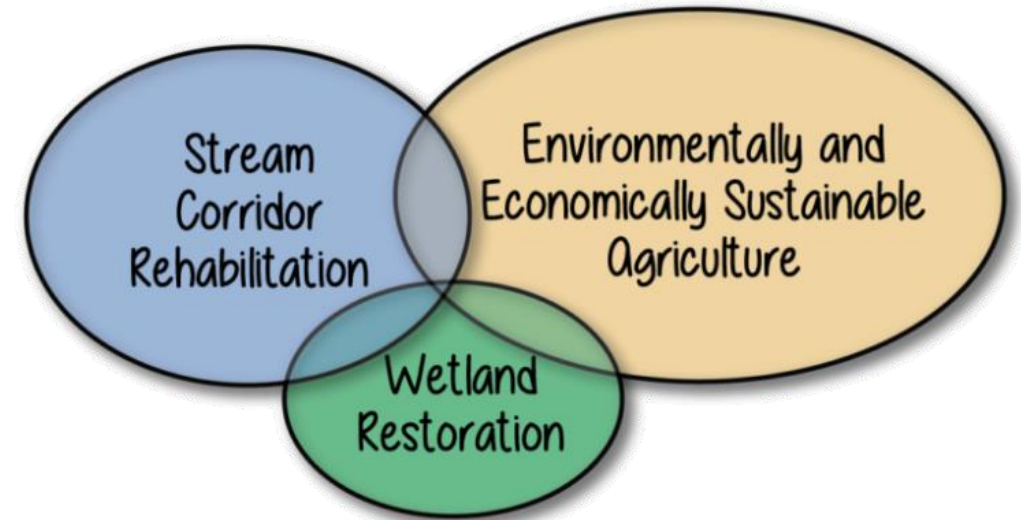 Stream
Corridor
Rehabilitation
Environmentally and
Economically Sustainable
Agriculture
Wetland
Restoration